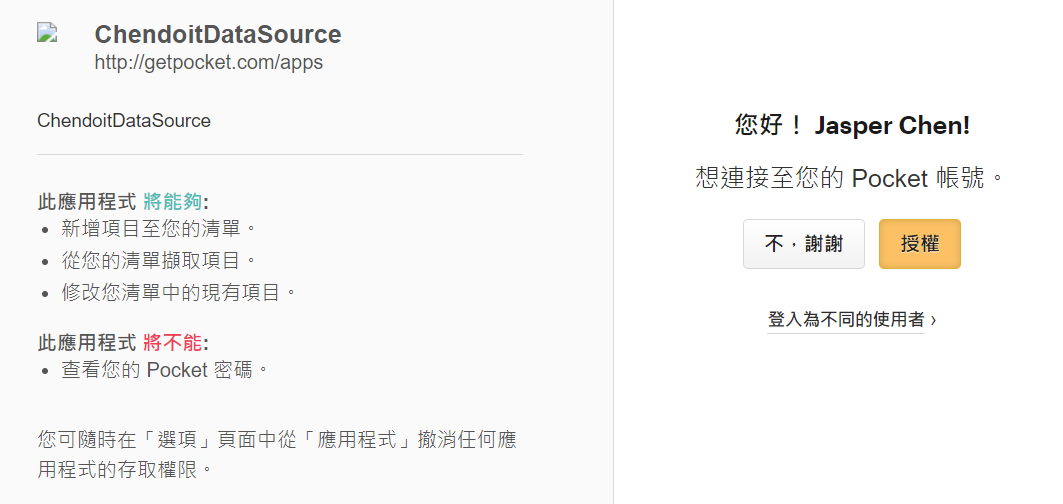 ChendoitDataSource
http://getpocket.com/apps
ChendoitDataSource
此應用程式 將能夠:
• 新增項目至您的清單。
• 從您的清單擷取項目。
• 修改您清單中的現有項目。
此應用程式 將不能:
• 查看您的 Pocket 密碼。
您可隨時在「選項」頁面中從「應用程式」撤消任何應
用程式的存取權限。
您好！ Jasper Chen!
想連接至您的 Pocket 帳號。
不，謝謝
授權
登入為不同的使用者 ›